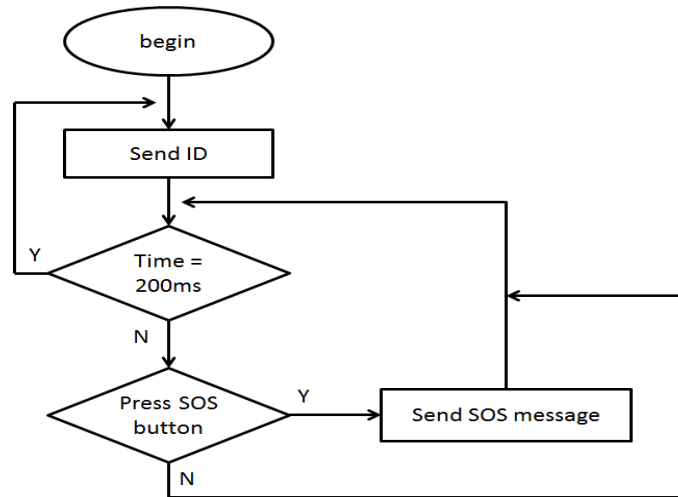 begin
Send ID
Y
Time =
200ms
N
Press SOS
button
Y
Send SOS message
N